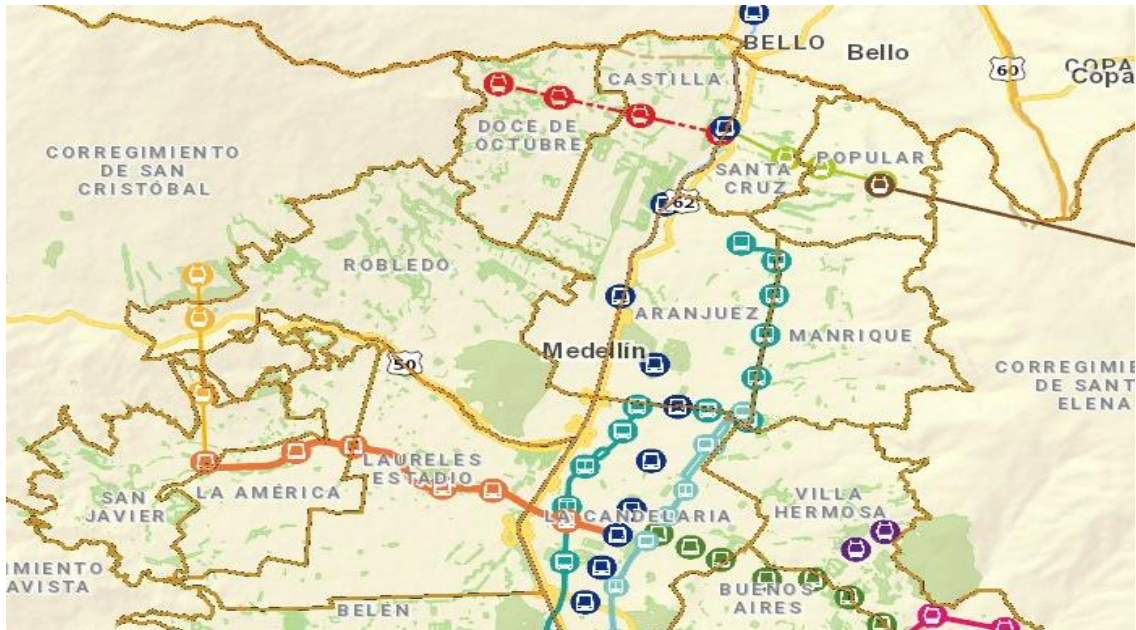 BELLO
Bello
60
COPA
Copa
CASTILLA
DOCE DE
OCTUBRE
CORREGIMIENTO
DE SAN
CRISTÓBAL
SANTA
CRUZ
POPULAR
62
ROBLEDO
ARANJUEZ
MANRIQUE
Medellín
50
CORREGIMIE
DE SANT
ELENA
LAURELES
ESTADIO
LA AMÉRICA
SAN
JAVIER
VILLA
HERMOSA
LA CANDELARIA
IMIENTO
AVISTA
BELÉN
BUENOS
AIRES